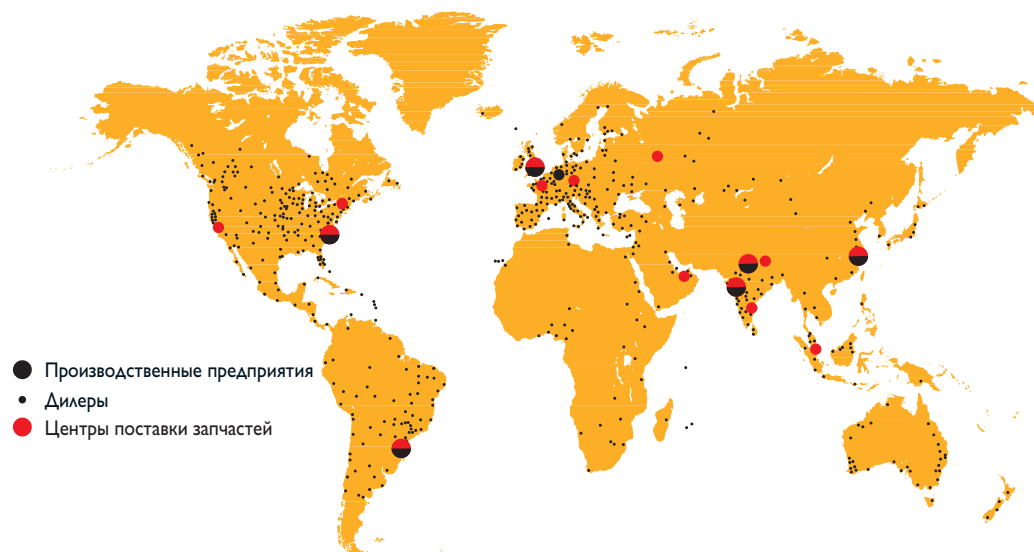 Производственные предприятия
Дилеры
Центры поставки запчастей